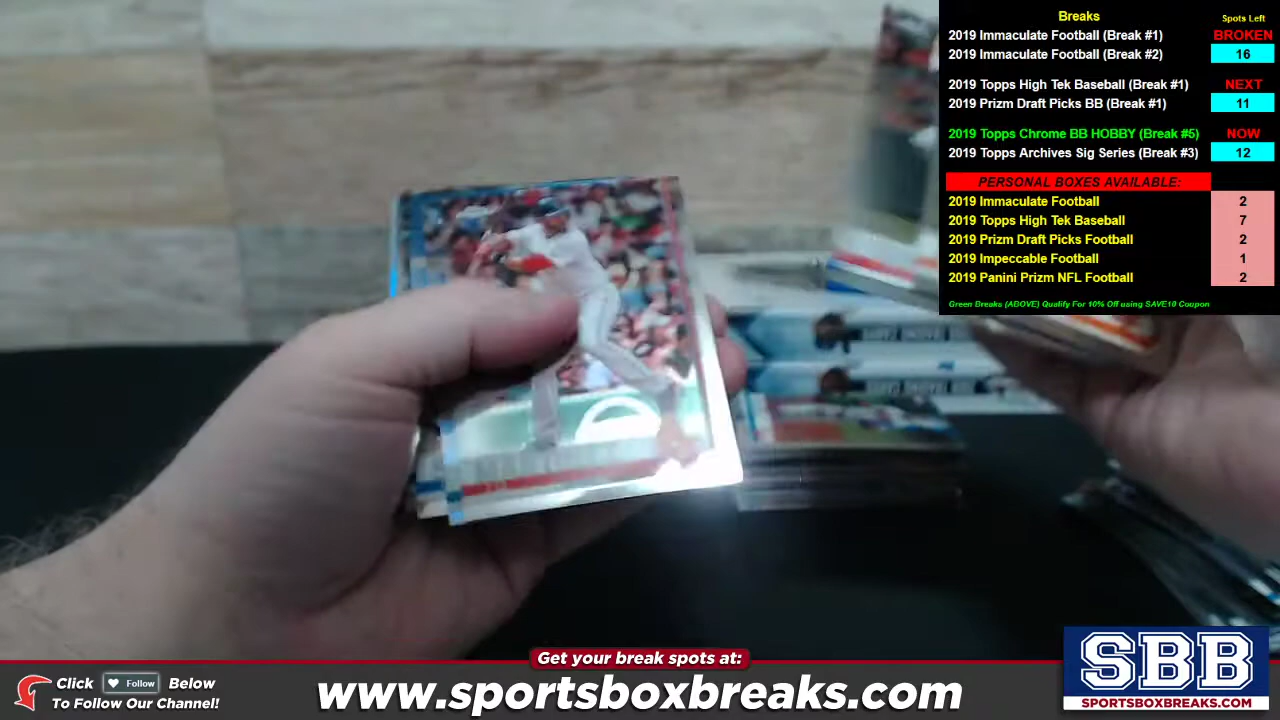 Breaks
Spots Left
2019 Immaculate Football (Break #1) BROKEN
2019 Immaculate Football (Break #2) 16
2019 Topps High Tek Baseball (Break #1) NEXT
2019 Prizm Draft Picks BB (Break #1) 11
2019 Topps Chrome BB HOBBY (Break #5) NOW
2019 Topps Archives Sig Series (Break #3) 12
PERSONAL BOXES AVAILABLE:
2019 Immaculate Football 2
2019 Topps High Tek Baseball 7
2019 Prizm Draft Picks Football 2
2019 Impeccable Football 1
2019 Panini Prizm NFL Football 2
Green Breaks (ABOVE) Qualify For 10% Off using SAVE10 Coupon
Get your break spots at:
Click Follow Below
To Follow Our Channel!
www.sportsboxbreaks.com
SBB
SPORTSBOXBREAKS.COM